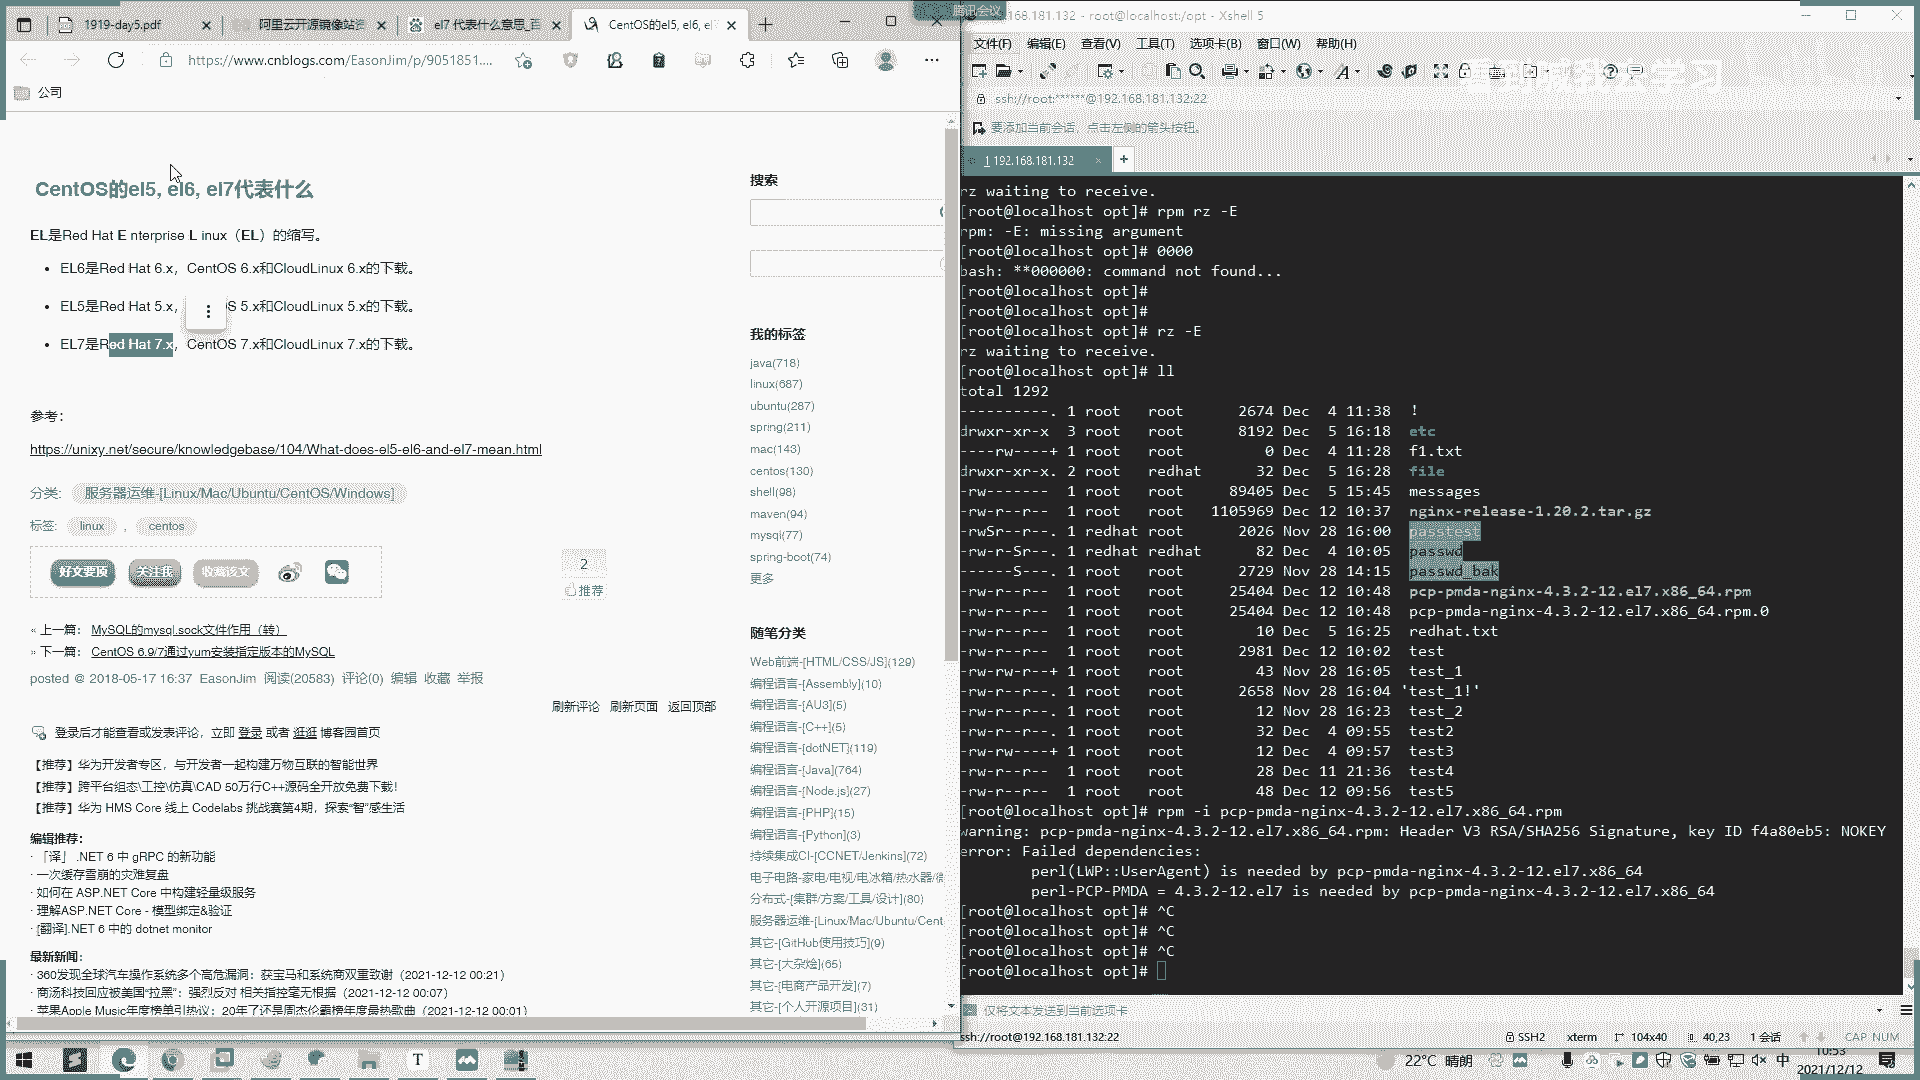 1919-day5.pdf
阿里云开源镜像站资
el7 代表什么意思_百
CentOS的el5, el6, el7
https://www.cnblogs.com/EasonJim/p/9051851....
公司
CentOS的el5, el6, el7代表什么
EL是Red Hat E nterprise L inux（EL）的缩写。
• EL6是Red Hat 6.x，CentOS 6.x和CloudLinux 6.x的下载。
• EL5是Red Hat 5.x, S 5.x和CloudLinux 5.x的下载。
• EL7是Red Hat 7.x，CentOS 7.x和CloudLinux 7.x的下载。
参考：
https://unixy.net/secure/knowledgebase/104/What-does-el5-el6-and-el7-mean.html
分类: 服务器运维-[Linux/Mac/Ubuntu/CentOS/Windows]
标签: linux , centos
好文要顶 关注我 收藏该文
2
推荐
« 上一篇： MySQL的mysql.sock文件作用（转）
» 下一篇： CentOS 6.9/7通过yum安装指定版本的MySQL
posted @ 2018-05-17 16:37 EasonJim 阅读(20583) 评论(0) 编辑 收藏 举报
刷新评论 刷新页面 返回顶部
登录后才能查看或发表评论，立即 登录 或者 逛逛 博客园首页
【推荐】华为开发者专区，与开发者一起构建万物互联的智能世界
【推荐】跨平台组态\工控\仿真\CAD 50万行C++源码全开放免费下载！
【推荐】华为 HMS Core 线上 Codelabs 挑战赛第4期，探索“智”感生活
编辑推荐：
· 「译」.NET 6 中 gRPC 的新功能
· 一次缓存雪崩的灾难复盘
· 如何在 ASP.NET Core 中构建轻量级服务
· 理解ASP.NET Core - 模型绑定&验证
· [翻译].NET 6 中的 dotnet monitor
最新新闻：
· 360发现全球汽车操作系统多个高危漏洞：获宝马和系统商双重致谢（2021-12-12 00:21）
· 商汤科技回应被美国“拉黑”：强烈反对 相关指控毫无根据（2021-12-12 00:07）
· 苹果Apple Music年度榜单引热议：20年了还是周杰伦霸榜年度最热歌曲（2021-12-12 00:01）
搜索
我的标签
java(718)
linux(687)
ubuntu(287)
spring(211)
mac(143)
centos(130)
shell(98)
maven(94)
mysql(77)
spring-boot(74)
更多
随笔分类
Web前端-[HTML/CSS/JS](129)
编程语言-[Assembly](10)
编程语言-[AU3](5)
编程语言-[C++](5)
编程语言-[dotNET](119)
编程语言-[Java](764)
编程语言-[Node.js](27)
编程语言-[PHP](15)
编程语言-[Python](3)
持续集成CI-[CCNET/Jenkins](72)
电子电路-家电/电视/电冰箱/热水器/微
分布式-[集群/方案/工具/设计](80)
服务器运维-[Linux/Mac/Ubuntu/Cent
其它-[GitHub使用技巧](9)
其它-[大杂烩](65)
其它-[电商产品开发](7)
其它-[个人开源项目](31)
腾讯会议
.168.181.132 - root@localhost:/opt - Xshell 5
文件(F) 编辑(E) 查看(V) 工具(T) 选项卡(B) 窗口(W) 帮助(H)
ssh://root:******@192.168.181.132:22
要添加当前会话，点击左侧的箭头按钮。
1 192.168.181.132
rz waiting to receive.
[root@localhost opt]# rpm rz -E
rpm: -E: missing argument
[root@localhost opt]# 0000
bash: **000000: command not found...
[root@localhost opt]#
[root@localhost opt]#
[root@localhost opt]# rz -E
rz waiting to receive.
[root@localhost opt]# ll
total 1292
----------. 1 root root 2674 Dec 4 11:38 !
drwxr-xr-x 3 root root 8192 Dec 5 16:18 etc
----rw----+ 1 root root 0 Dec 4 11:28 f1.txt
drwxr-xr-x. 2 root redhat 32 Dec 5 16:28 file
-rw------- 1 root root 89405 Dec 5 15:45 messages
-rw-r--r-- 1 root root 1105969 Dec 12 10:37 nginx-release-1.20.2.tar.gz
-rwSr--r--. 1 redhat root 2026 Nov 28 16:00 passtest
-rw-r-Sr--. 1 redhat redhat 82 Dec 4 10:05 passwd
------S---. 1 root root 2729 Nov 28 14:15 passwd_bak
-rw-r--r-- 1 root root 25404 Dec 12 10:48 pcp-pmda-nginx-4.3.2-12.el7.x86_64.rpm
-rw-r--r-- 1 root root 25404 Dec 12 10:48 pcp-pmda-nginx-4.3.2-12.el7.x86_64.rpm.0
-rw-r--r-- 1 root root 10 Dec 5 16:25 redhat.txt
-rw-r--r-- 1 root root 2981 Dec 12 10:02 test
-rw-rw-r--+ 1 root root 43 Nov 28 16:05 test_1
-rw-r--r--. 1 root root 2658 Nov 28 16:04 'test_1!'
-rw-r--r--. 1 root root 12 Nov 28 16:23 test_2
-rw-r--r--. 1 root root 32 Dec 4 09:55 test2
-rw-rw----+ 1 root root 12 Dec 4 09:57 test3
-rw-r--r-- 1 root root 28 Dec 11 21:36 test4
-rw-r--r-- 1 root root 48 Dec 12 09:56 test5
[root@localhost opt]# rpm -i pcp-pmda-nginx-4.3.2-12.el7.x86_64.rpm
warning: pcp-pmda-nginx-4.3.2-12.el7.x86_64.rpm: Header V3 RSA/SHA256 Signature, key ID f4a80eb5: NOKEY
error: Failed dependencies:
perl(LWP::UserAgent) is needed by pcp-pmda-nginx-4.3.2-12.el7.x86_64
perl-PCP-PMDA = 4.3.2-12.el7 is needed by pcp-pmda-nginx-4.3.2-12.el7.x86_64
[root@localhost opt]# ^C
[root@localhost opt]# ^C
[root@localhost opt]# ^C
[root@localhost opt]#
仅将文本发送到当前选项卡
ssh://root@192.168.181.132:22
SSH2 xterm 104x40 40,23 1 会话 CAP NUM
22°C 晴朗
中
10:53
2021/12/12